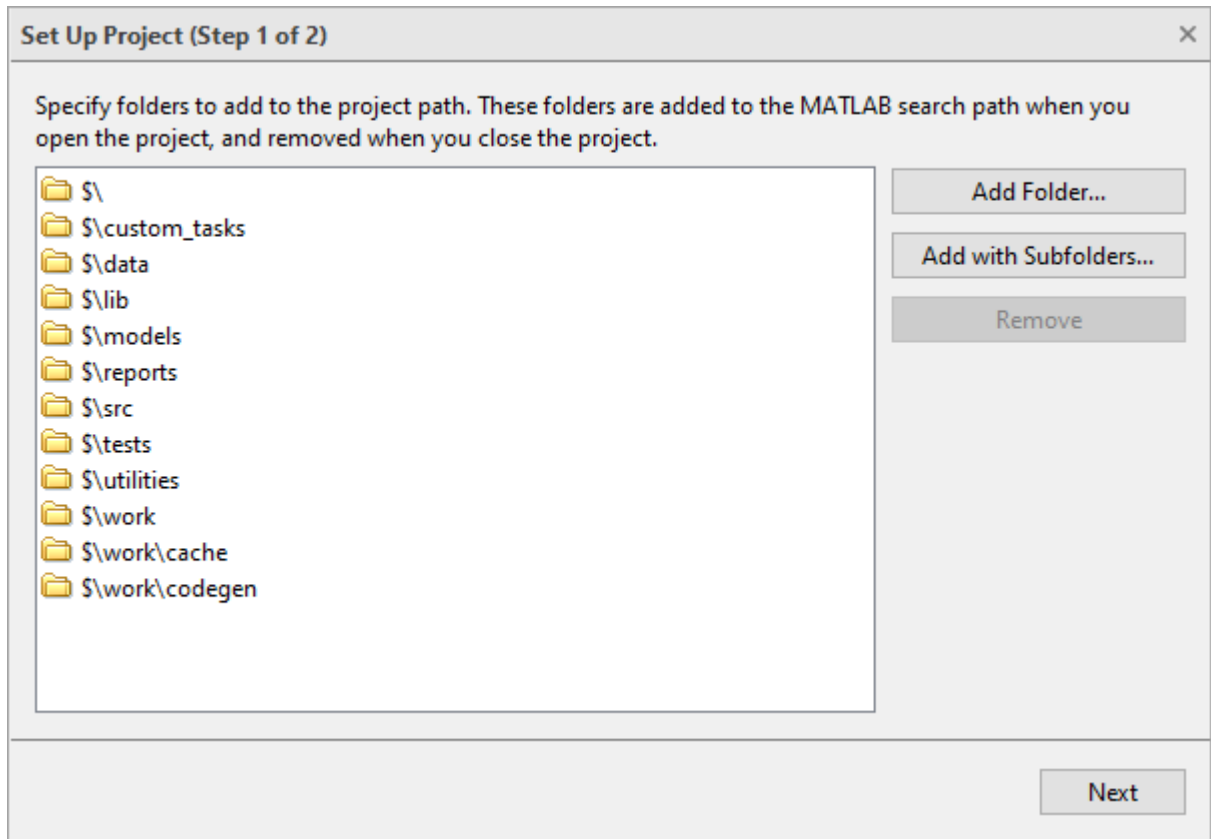 Set Up Project (Step 1 of 2)
Specify folders to add to the project path. These folders are added to the MATLAB search path when you
open the project, and removed when you close the project.
$\
$\custom_tasks
$\data
$\lib
$\models
$\reports
$\src
$\tests
$\utilities
$\work
$\work\cache
$\work\codegen
Add Folder...
Add with Subfolders...
Remove
Next